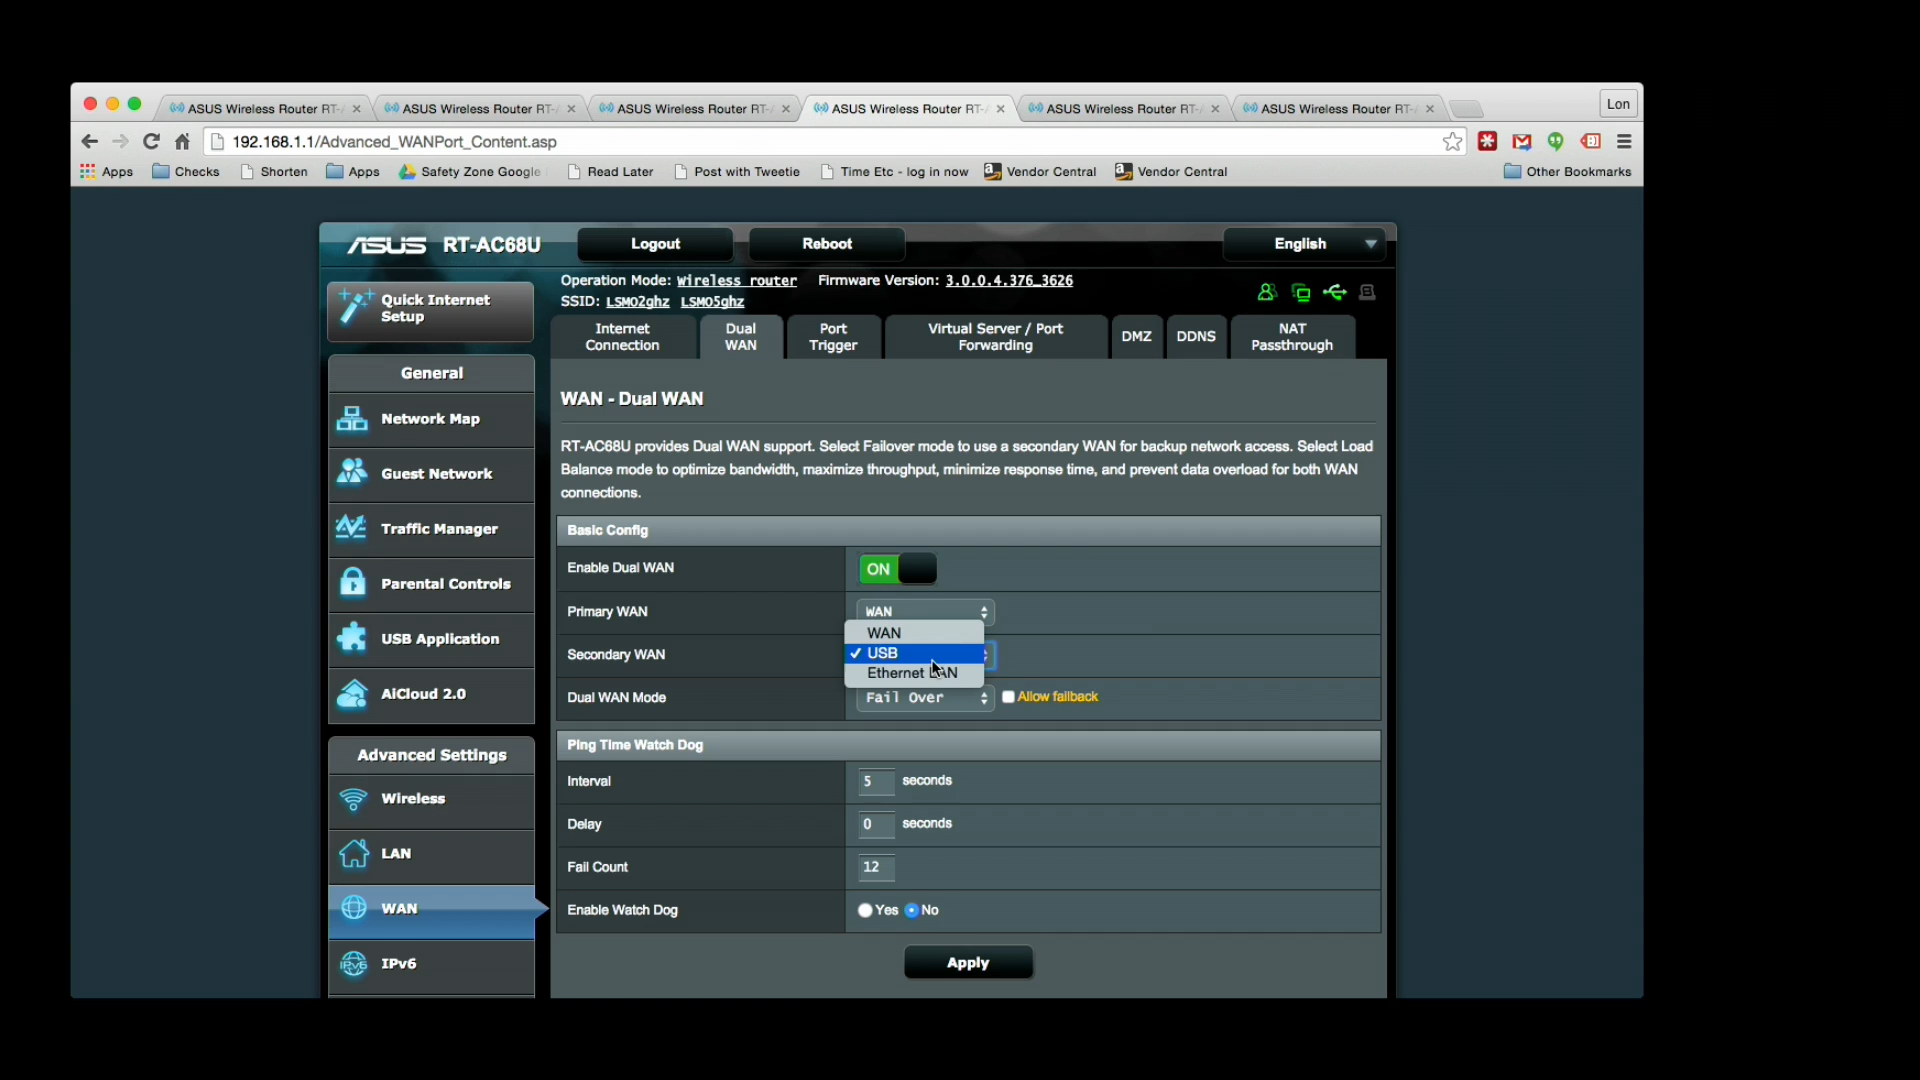 ASUS Wireless Router RT-
ASUS Wireless Router RT-
ASUS Wireless Router RT-
ASUS Wireless Router RT-
ASUS Wireless Router RT-
ASUS Wireless Router RT-
Lon
192.168.1.1/Advanced_WANPort_Content.asp
Apps
Checks
Shorten
Apps
Safety Zone Google
Read Later
Post with Tweetie
Time Etc - log in now
Vendor Central
Vendor Central
Other Bookmarks
ASUS RT-AC68U
Logout
Reboot
English
Quick Internet
Setup
Operation Mode: Wireless router Firmware Version: 3.0.0.4.376_3626
SSID: LSMO2ghz LSMO5ghz
Internet
Connection
Dual
WAN
Port
Trigger
Virtual Server / Port
Forwarding
DMZ
DDNS
NAT
Passthrough
General
Network Map
Guest Network
Traffic Manager
Parental Controls
USB Application
AiCloud 2.0
Advanced Settings
Wireless
LAN
WAN
IPv6
WAN - Dual WAN
RT-AC68U provides Dual WAN support. Select Failover mode to use a secondary WAN for backup network access. Select Load
Balance mode to optimize bandwidth, maximize throughput, minimize response time, and prevent data overload for both WAN
connections.
Basic Config
Enable Dual WAN
ON
Primary WAN
WAN
Secondary WAN
WAN
USB
Ethernet LAN
Dual WAN Mode
Fail Over
Allow failback
Ping Time Watch Dog
Interval
5 seconds
Delay
0 seconds
Fail Count
12
Enable Watch Dog
Yes No
Apply